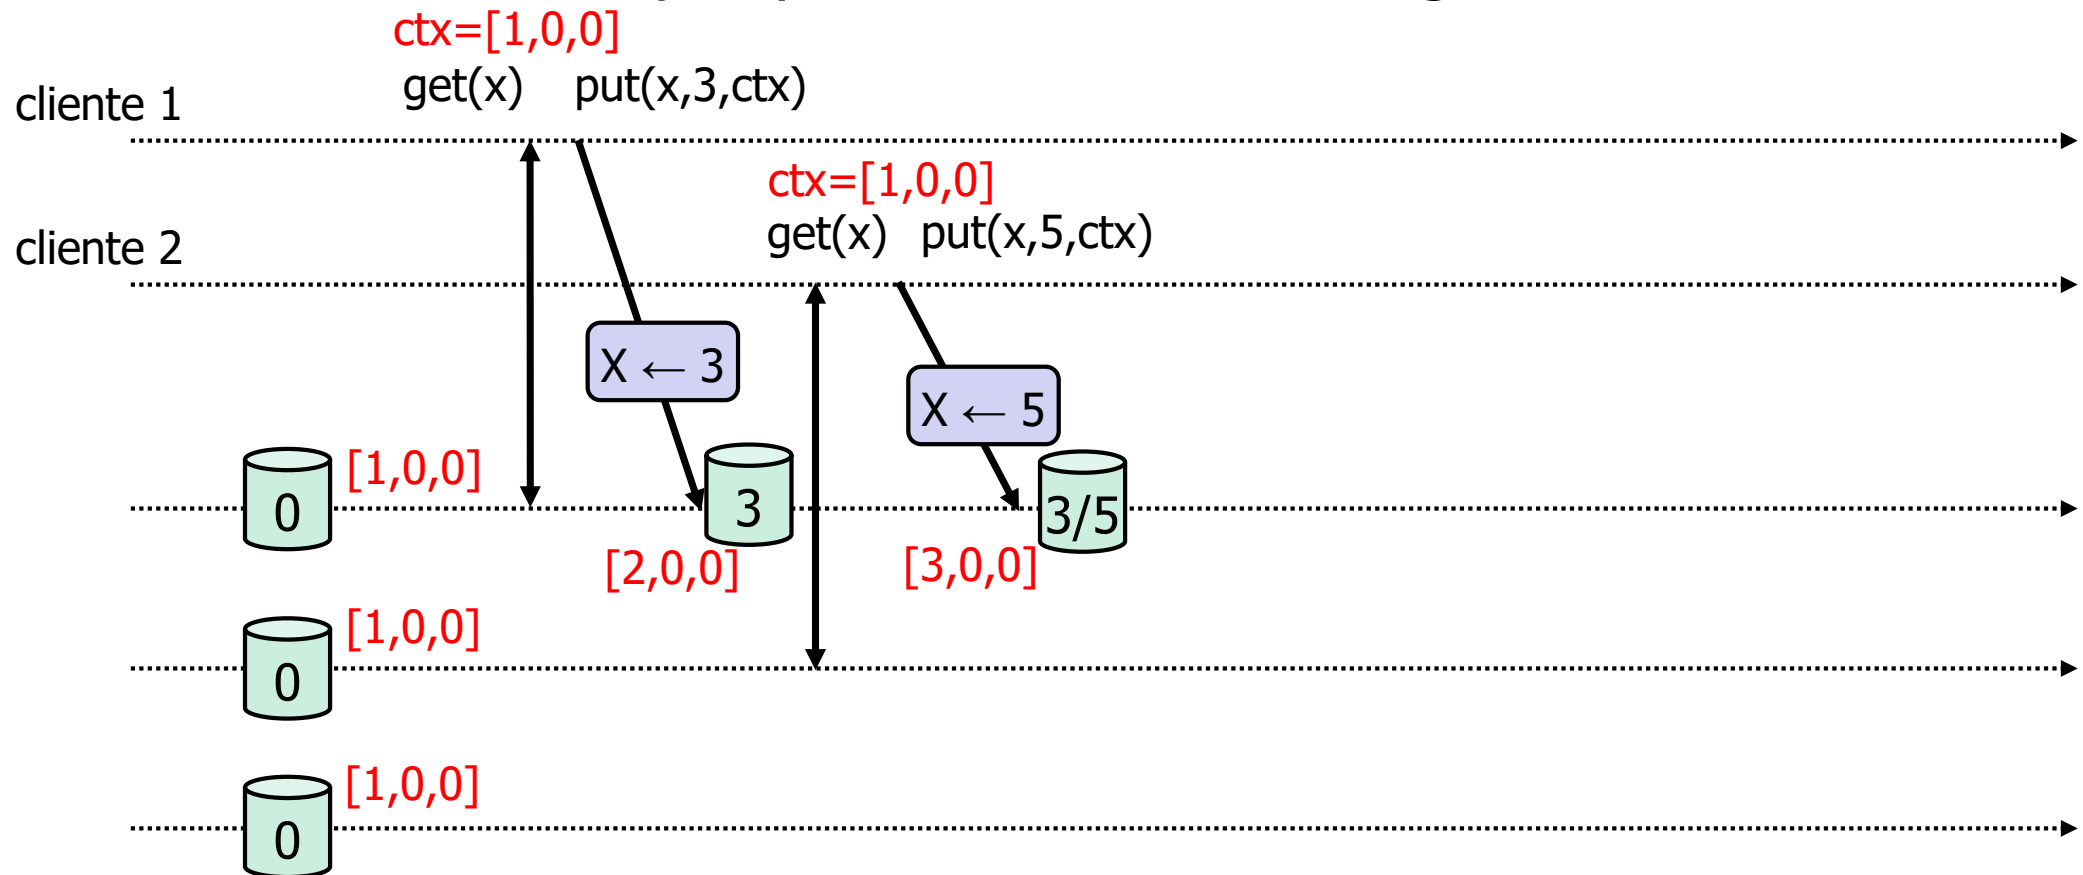 ctx=[1,0,0]
get(x) put(x,3,ctx)
cliente 1
ctx=[1,0,0]
get(x) put(x,5,ctx)
cliente 2
X ← 3
X ← 5
[1,0,0]
0
3
3/5
[2,0,0]
[3,0,0]
[1,0,0]
0
[1,0,0]
0